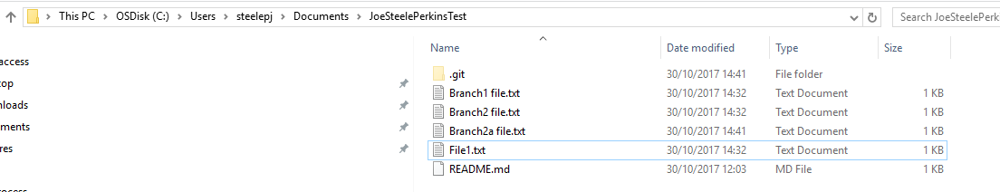 This PC > OSDisk (C:) > Users > steelepj > Documents > JoeSteelePerkinsTest
Search JoeSteelePerki
Name Date modified Type Size
access
top
nloads
ments
res
process
.git 30/10/2017 14:41 File folder
Branch1 file.txt 30/10/2017 14:32 Text Document 1 KB
Branch2 file.txt 30/10/2017 14:32 Text Document 1 KB
Branch2a file.txt 30/10/2017 14:41 Text Document 1 KB
File1.txt 30/10/2017 14:32 Text Document 1 KB
README.md 30/10/2017 12:03 MD File 1 KB